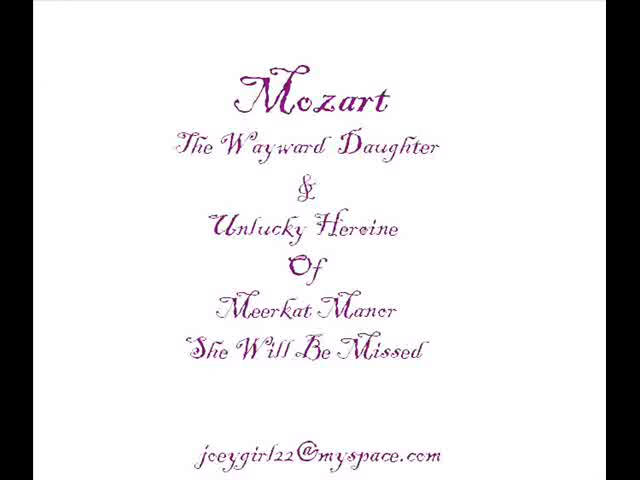 Mozart
The Wayward Daughter
&
Unlucky Heroine
Of
Meerkat Manor
She Will Be Missed
joeygirl22@myspace.com